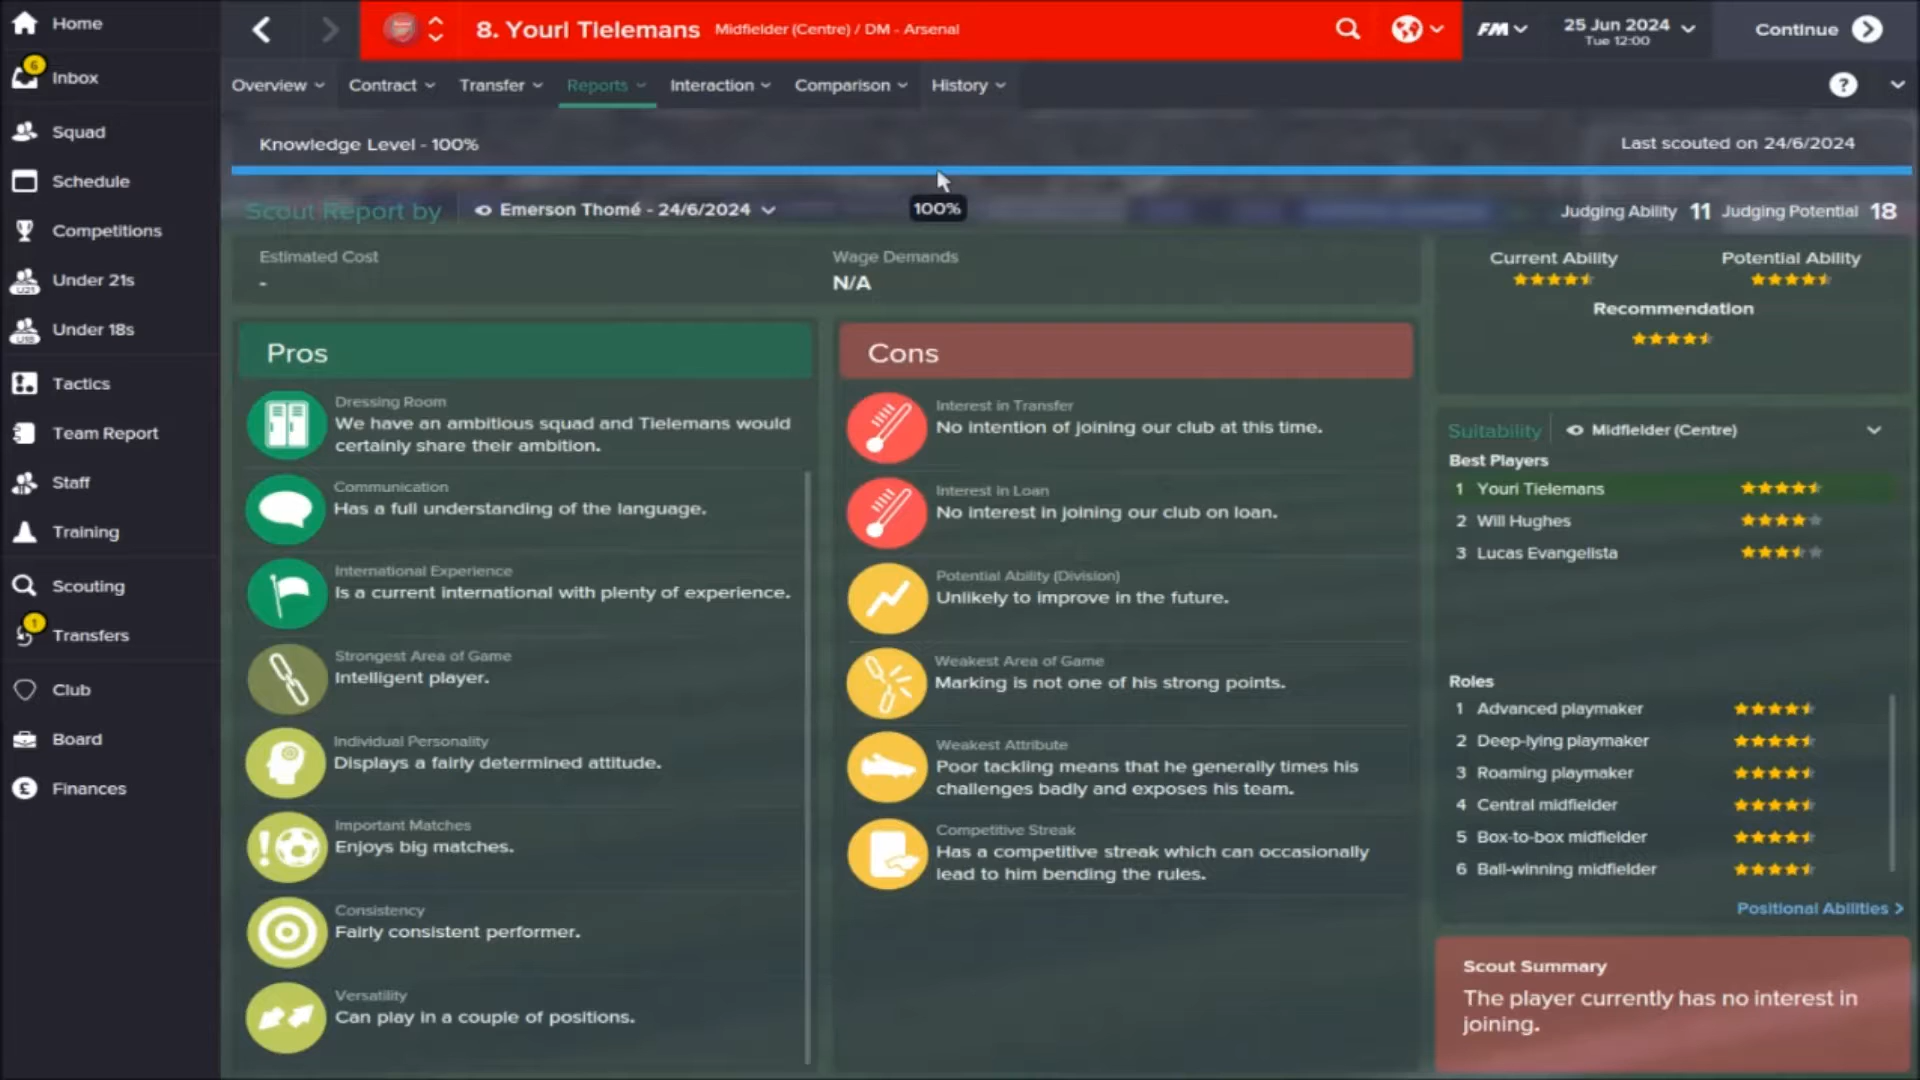 Home
8. Youri Tielemans
Midfielder (Centre) / DM - Arsenal
FM
25 Jun 2024
Tue 12:00
Continue
6
Inbox
Overview
Contract
Transfer
Reports
Interaction
Comparison
History
?
Squad
Schedule
Competitions
U21
Under 21s
U18
Under 18s
Tactics
Team Report
Staff
Training
Scouting
1
Transfers
Club
Board
£
Finances
Knowledge Level - 100%
Last scouted on 24/6/2024
Scout Report by
Emerson Thomé - 24/6/2024
100%
Judging Ability 11 Judging Potential 18
Estimated Cost
-
Wage Demands
N/A
Current Ability
Potential Ability
Recommendation
Pros
Dressing Room
We have an ambitious squad and Tielemans would
certainly share their ambition.
Communication
Has a full understanding of the language.
International Experience
Is a current international with plenty of experience.
Strongest Area of Game
Intelligent player.
Individual Personality
Displays a fairly determined attitude.
Important Matches
Enjoys big matches.
Consistency
Fairly consistent performer.
Versatility
Can play in a couple of positions.
Cons
Interest in Transfer
No intention of joining our club at this time.
Interest in Loan
No interest in joining our club on loan.
Potential Ability (Division)
Unlikely to improve in the future.
Weakest Area of Game
Marking is not one of his strong points.
Weakest Attribute
Poor tackling means that he generally times his
challenges badly and exposes his team.
Competitive Streak
Has a competitive streak which can occasionally
lead to him bending the rules.
Suitability
Midfielder (Centre)
Best Players
1 Youri Tielemans
2 Will Hughes
3 Lucas Evangelista
Roles
1 Advanced playmaker
2 Deep-lying playmaker
3 Roaming playmaker
4 Central midfielder
5 Box-to-box midfielder
6 Ball-winning midfielder
Positional Abilities >
Scout Summary
The player currently has no interest in
joining.